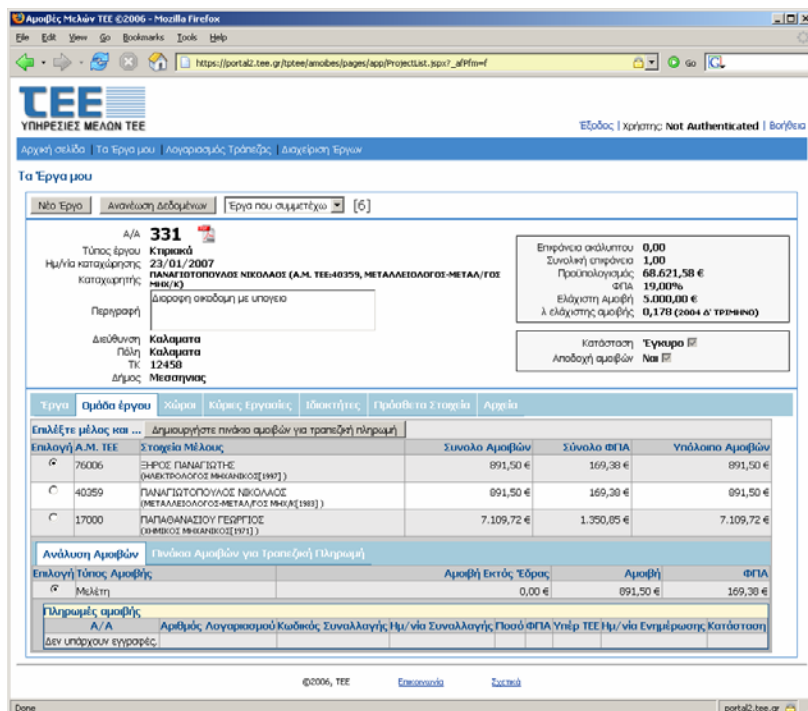 Αμοιβές Μελών ΤΕΕ ©2006 - Mozilla Firefox
File Edit View Go Bookmarks Tools Help
https://portal2.tee.gr/tptee/amoibes/pages/app/ProjectList.jspx?_afPfm=f Go
ΤΕΕ
ΥΠΗΡΕΣΙΕΣ ΜΕΛΩΝ ΤΕΕ
Έξοδος | Χρήστης: Not Authenticated | Βοήθεια
Αρχική σελίδα | Τα Έργα μου | Λογαριασμός Τράπεζας | Διαχείριση Έργων
Τα Έργα μου
Νέο Έργο Ανανέωση Δεδομένων Έργα που συμμετέχω [6]
Α/Α 331
Τύπος έργου Κτιριακά
Ημ/νία καταχώρησης 23/01/2007
Καταχωρητής ΠΑΝΑΓΙΩΤΟΠΟΥΛΟΣ ΝΙΚΟΛΑΟΣ (Α.Μ. ΤΕΕ:40359, ΜΕΤΑΛΛΕΙΟΛΟΓΟΣ-ΜΕΤΑΛ/ΓΟΣ ΜΗΧ/Κ)
Περιγραφή Διοροφη οικοδομη με υπογειο
Διεύθυνση Καλαματα
Πόλη Καλαματα
ΤΚ 12458
Δήμος Μεσσηνιας
Επιφάνεια ακάλυπτου 0,00
Συνολική επιφάνεια 1,00
Προϋπολογισμός 68.621,58 €
ΦΠΑ 19,00%
Ελάχιστη Αμοιβή 5.000,00 €
λ ελάχιστης αμοιβής 0,178 (2004 Δ' ΤΡΙΜΗΝΟ)
Κατάσταση Έγκυρο
Αποδοχή αμοιβών Ναι
Έργα Ομάδα έργου Χώροι Κύριες Εργασίες Ιδιοκτήτες Πρόσθετα Στοιχεία Αρχεία
Επιλέξτε μέλος και ... Δημιουργήστε πινάκιο αμοιβών για τραπεζική πληρωμή
Επιλογή Α.Μ. ΤΕΕ Στοιχεία Μέλους Συνολο Αμοιβών Σύνολο ΦΠΑ Υπόλοιπο Αμοιβών
76006 ΞΗΡΟΣ ΠΑΝΑΓΙΩΤΗΣ 891,50 € 169,38 € 891,50 €
(ΗΛΕΚΤΡΟΛΟΓΟΣ ΜΗΧΑΝΙΚΟΣ[1997] )
40359 ΠΑΝΑΓΙΩΤΟΠΟΥΛΟΣ ΝΙΚΟΛΑΟΣ 891,50 € 169,38 € 891,50 €
(ΜΕΤΑΛΛΕΙΟΛΟΓΟΣ-ΜΕΤΑΛ/ΓΟΣ ΜΗΧ/Κ[1983] )
17000 ΠΑΠΑΘΑΝΑΣΙΟΥ ΓΕΩΡΓΙΟΣ 7.109,72 € 1.350,85 € 7.109,72 €
(ΧΗΜΙΚΟΣ ΜΗΧΑΝΙΚΟΣ[1971] )
Ανάλυση Αμοιβών Πινάκιο Αμοιβών για Τραπεζική Πληρωμή
Επιλογή Τύπος Αμοιβής Αμοιβή Εκτός Έδρας Αμοιβή ΦΠΑ
Μελέτη 0,00 € 891,50 € 169,38 €
Πληρωμές αμοιβής
Α/Α Αριθμός Λογαριασμού Κωδικός Συναλλαγής Ημ/νία Συναλλαγής Ποσό ΦΠΑ Υπέρ ΤΕΕ Ημ/νία Ενημέρωσης Κατάσταση
Δεν υπάρχουν εγγραφές.
©2006, ΤΕΕ Επικοινωνία Σχετικά
Done portal2.tee.gr